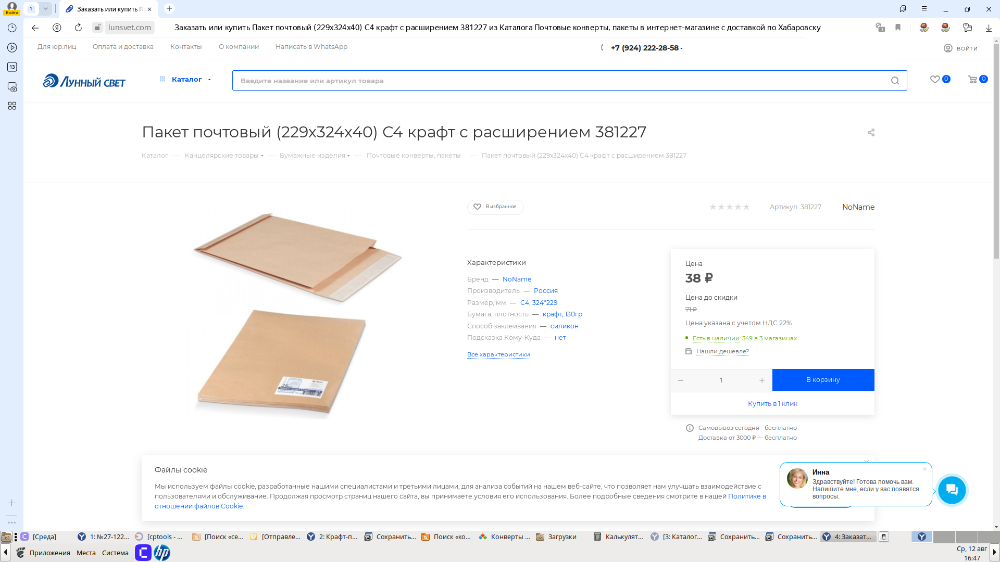 Войти
1
Заказать или купить П
lunsvet.com
Заказать или купить Пакет почтовый (229х324х40) С4 крафт с расширением 381227 из Каталога Почтовые конверты, пакеты в интернет-магазине с доставкой по Хабаровску
1
13
Для юр.лиц
Оплата и доставка
Контакты
О компании
Написать в WhatsApp
+7 (924) 222-28-58
ВОЙТИ
Лунный свет
Каталог
Введите название или артикул товара
0
0
Пакет почтовый (229х324х40) С4 крафт с расширением 381227
Каталог — Канцелярские товары — Бумажные изделия — Почтовые конверты, пакеты — Пакет почтовый (229х324х40) С4 крафт с расширением 381227
В избранное
Артикул: 381227
NoName
Характеристики
Бренд — NoName
Производитель — Россия
Размер, мм — С4, 324*229
Бумага, плотность — крафт, 130гр
Способ заклеивания — силикон
Подсказка Кому-Куда — нет
Все характеристики
Цена
38 ₽
Цена до скидки
71 ₽
Цена указана с учетом НДС 22%
Есть в наличии: 349 в 3 магазинах
Нашли дешевле?
1
В корзину
Купить в 1 клик
Самовывоз сегодня - бесплатно
Доставка от 3000 ₽ — бесплатно
25
Файлы cookie
Мы используем файлы cookie, разработанные нашими специалистами и третьими лицами, для анализа событий на нашем веб-сайте, что позволяет нам улучшать взаимодействие с
пользователями и обслуживание. Продолжая просмотр страниц нашего сайта, вы принимаете условия его использования. Более подробные сведения смотрите в нашей Политике в
отношении файлов Cookie.
Инна
Здравствуйте! Готова помочь вам.
Напишите мне, если у вас появятся
вопросы.
[Среда]
1: №27-122...
[cptools - ...
[Поиск «се...
[Отправле...
2: Крафт-п...
Сохранить...
Поиск «ко...
Конверты ...
Загрузки
Калькулят...
[3: Каталог...
Сохранить...
Сохранить...
4: Заказат...
Приложения
Места
Система
hp
Ср, 12 авг
16:47